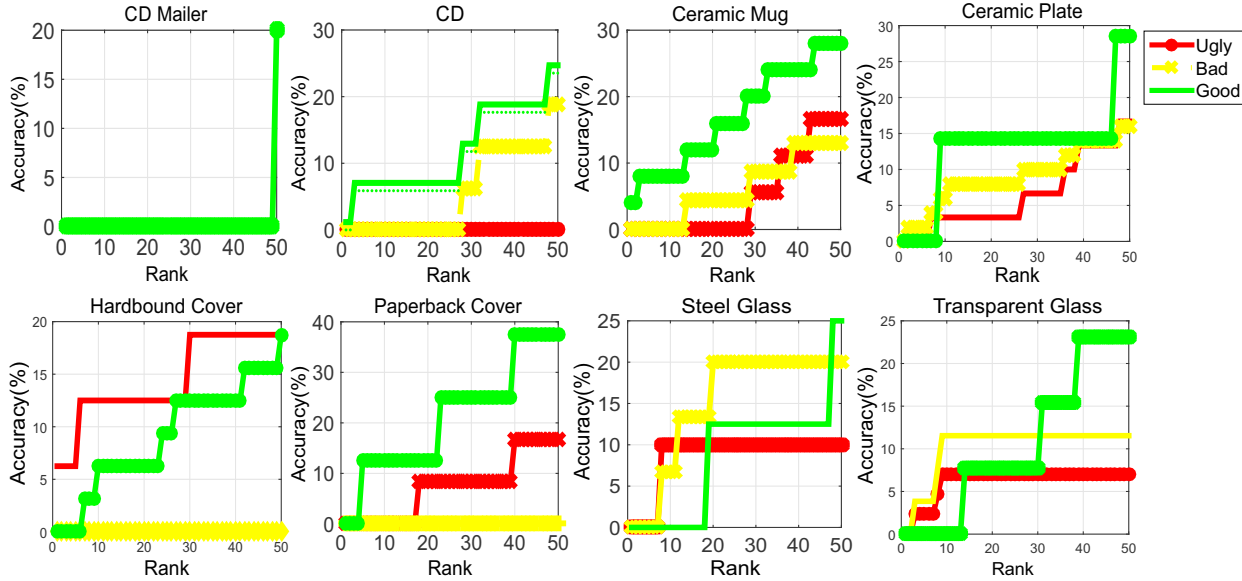 CD Mailer
Accuracy(%)
20
15
10
5
0
0 10 20 30 40 50
Rank
CD
Accuracy(%)
30
20
10
0
0 10 20 30 40 50
Rank
Ceramic Mug
Accuracy(%)
30
20
10
0
0 10 20 30 40 50
Rank
Ceramic Plate
Accuracy(%)
30
25
20
15
10
5
0
0 10 20 30 40 50
Rank
Ugly
Bad
Good
Hardbound Cover
Accuracy(%)
20
15
10
5
0
0 10 20 30 40 50
Rank
Paperback Cover
Accuracy(%)
40
30
20
10
0
0 10 20 30 40 50
Rank
Steel Glass
Accuracy(%)
25
20
15
10
5
0
0 10 20 30 40 50
Rank
Transparent Glass
Accuracy(%)
25
20
15
10
5
0
0 10 20 30 40 50
Rank